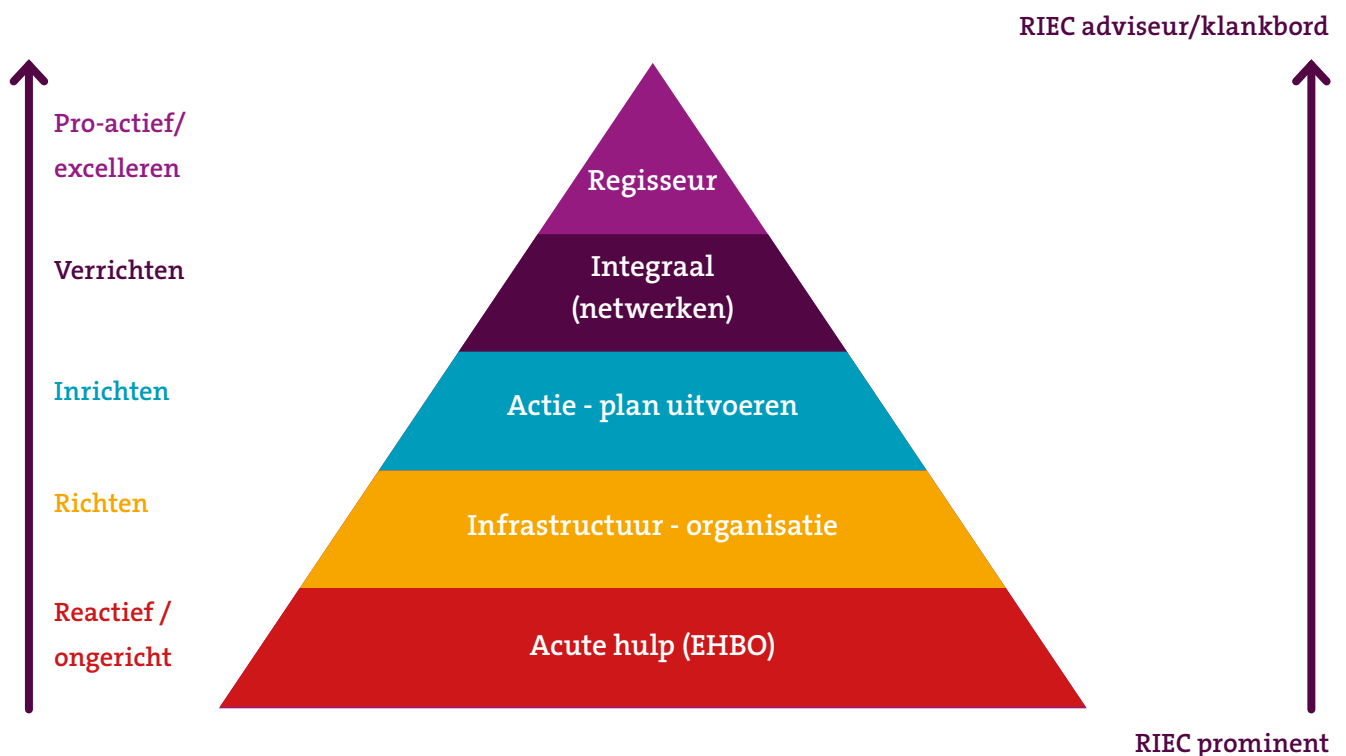 RIEC adviseur/klankbord
Pro-actief/
excelleren
Regisseur
Verrichten
Integraal
(netwerken)
Inrichten
Actie - plan uitvoeren
Richten
Infrastructuur - organisatie
Reactief /
ongericht
Acute hulp (EHBO)
RIEC prominent